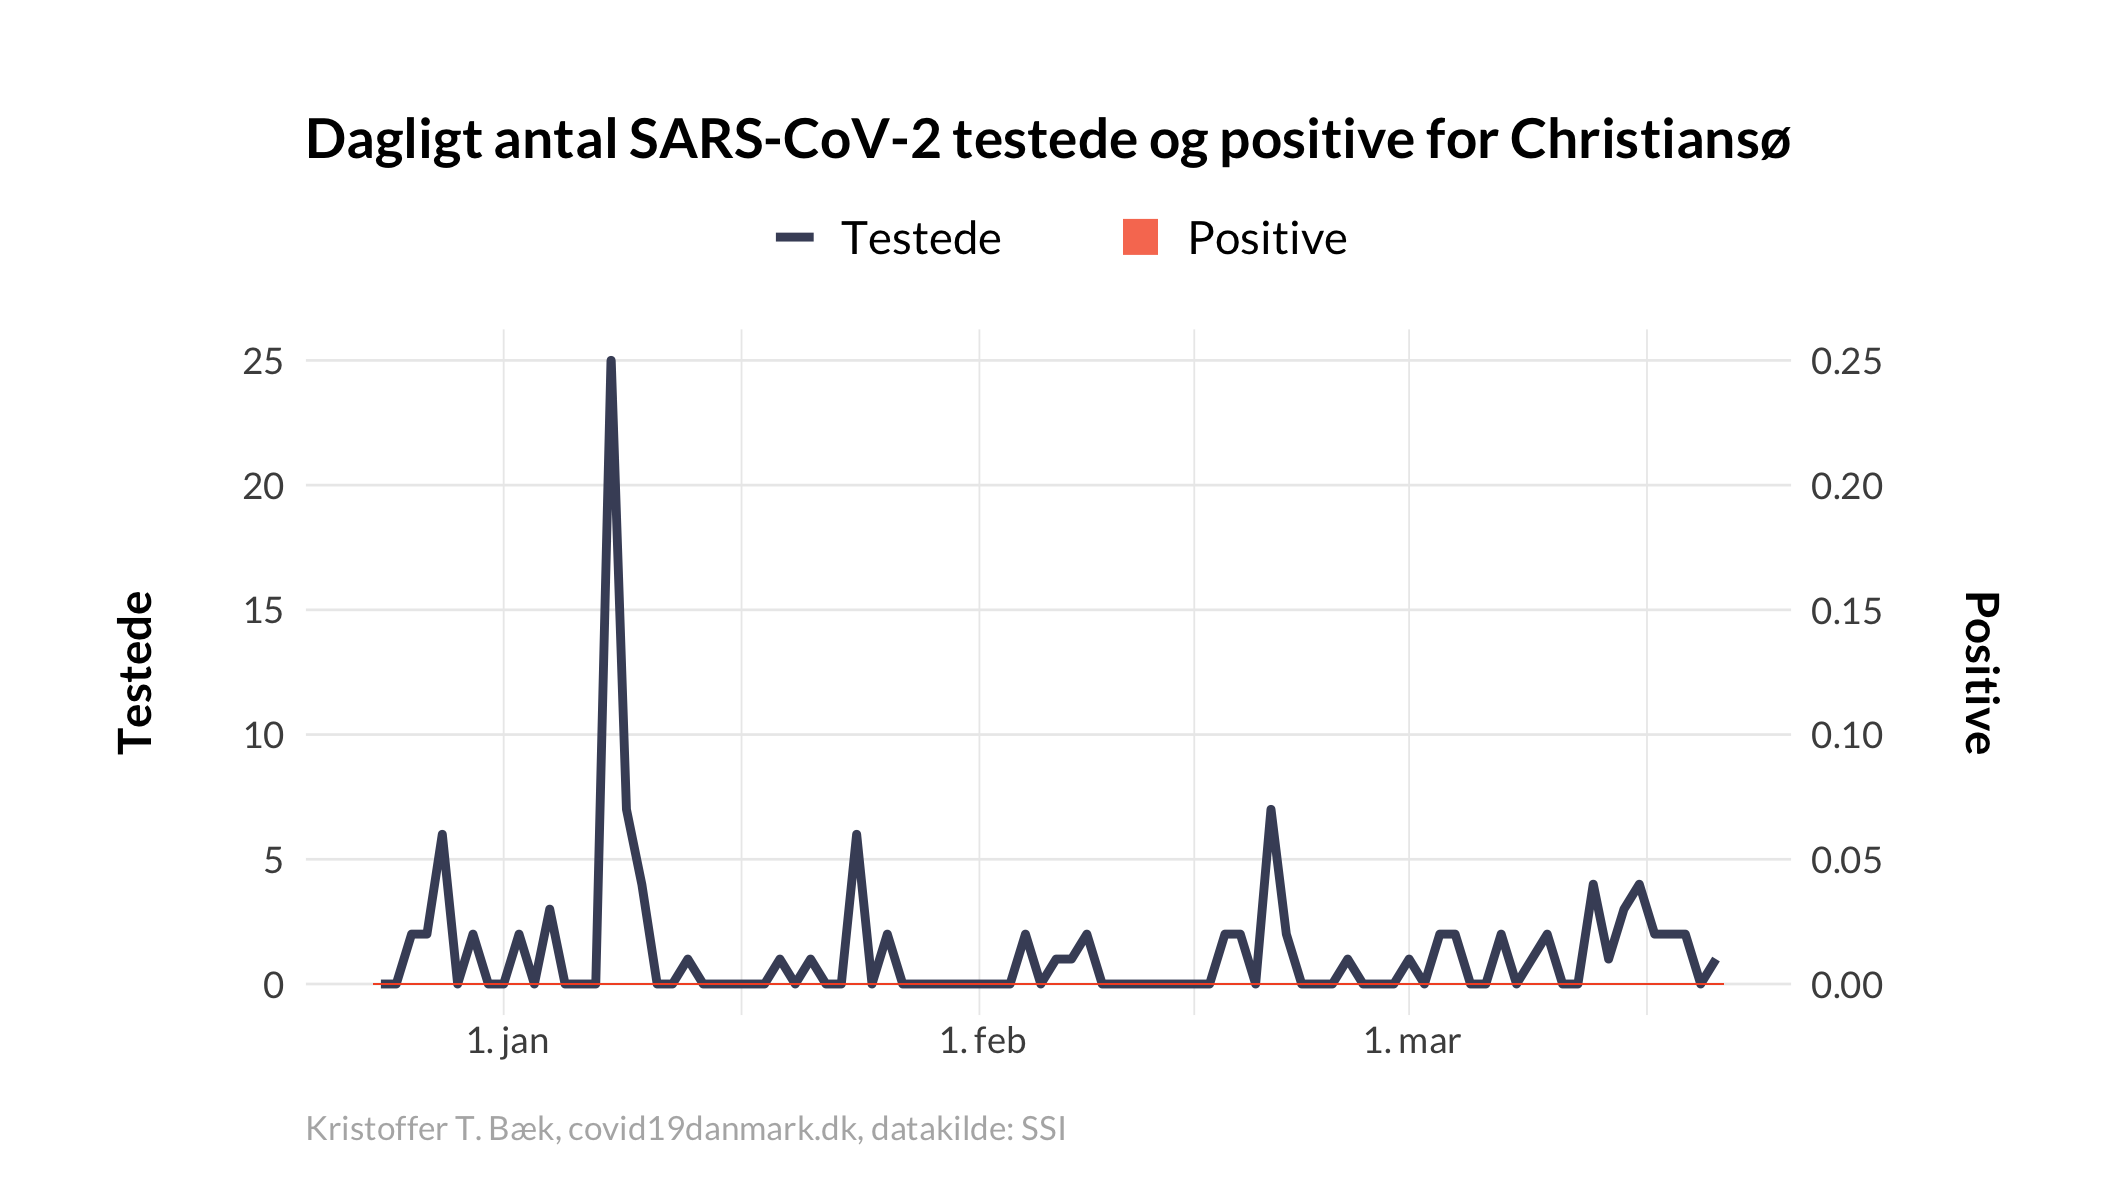 Dagligt antal SARS-CoV-2 testede og positive for Christiansø
Testede
Positive
25
20
15
10
5
0
0.25
0.20
0.15
0.10
0.05
0.00
Testede
Positive
1. jan
1. feb
1. mar
Kristoffer T. Bæk, covid19danmark.dk, datakilde: SSI